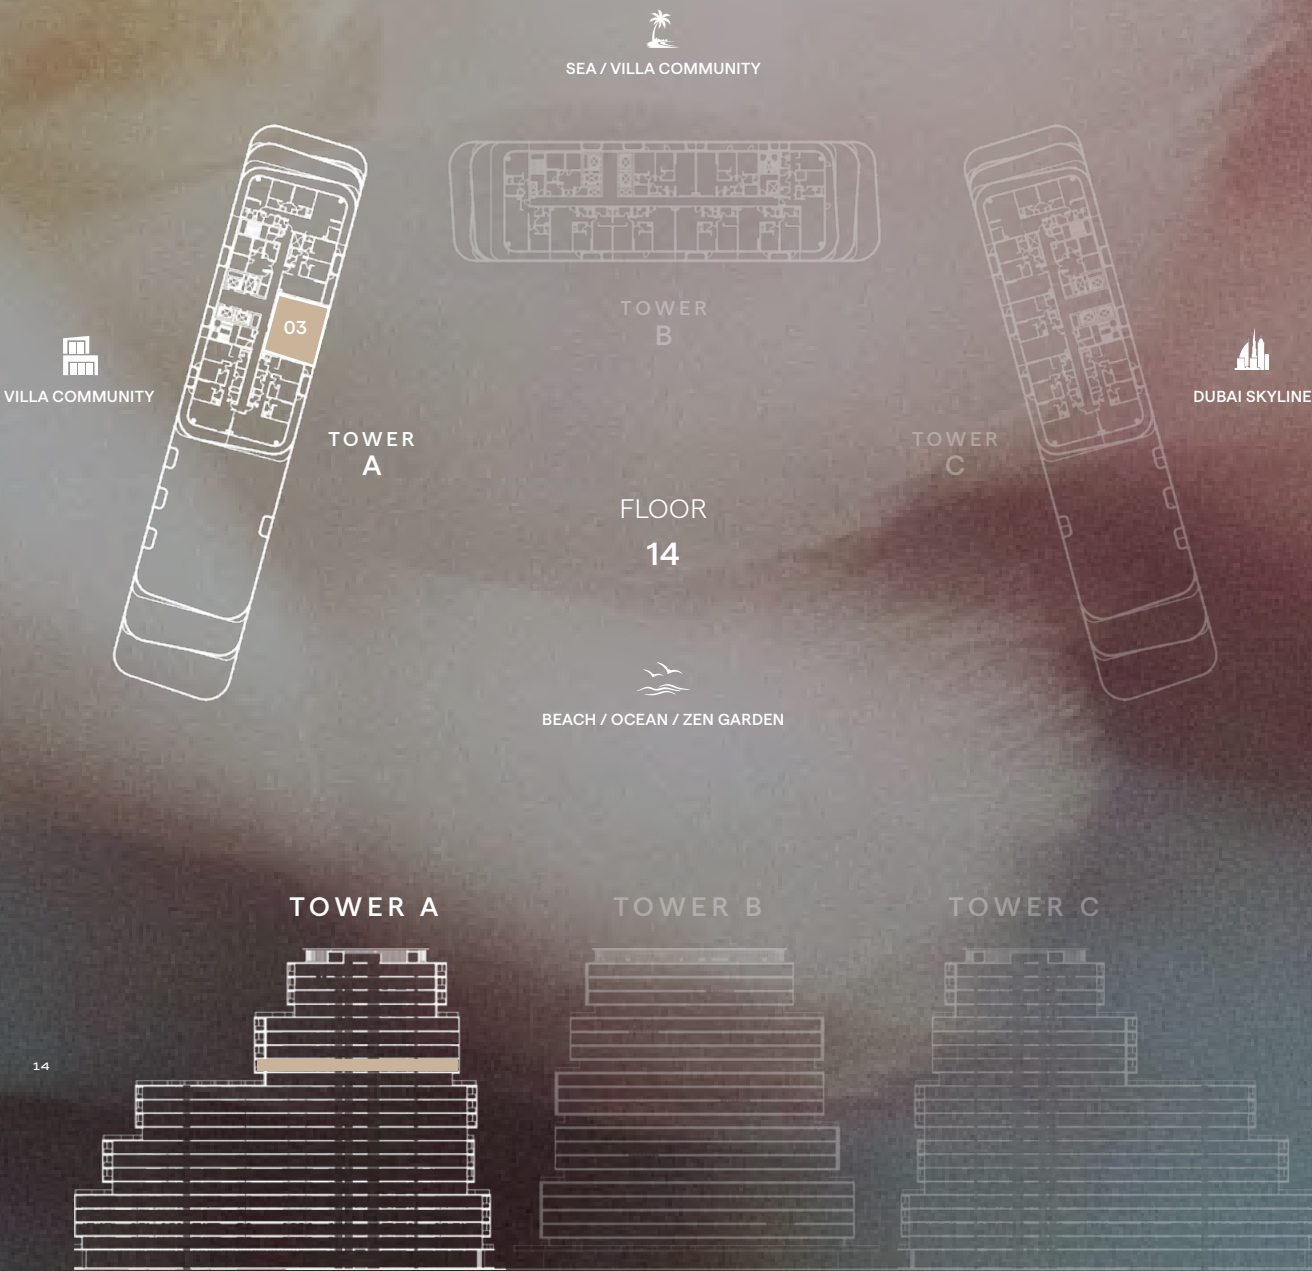 SEA / VILLA COMMUNITY
03
TOWER
B
VILLA COMMUNITY
DUBAI SKYLINE
TOWER
A
TOWER
C
FLOOR
14
BEACH / OCEAN / ZEN GARDEN
TOWER A
TOWER B
TOWER C
14